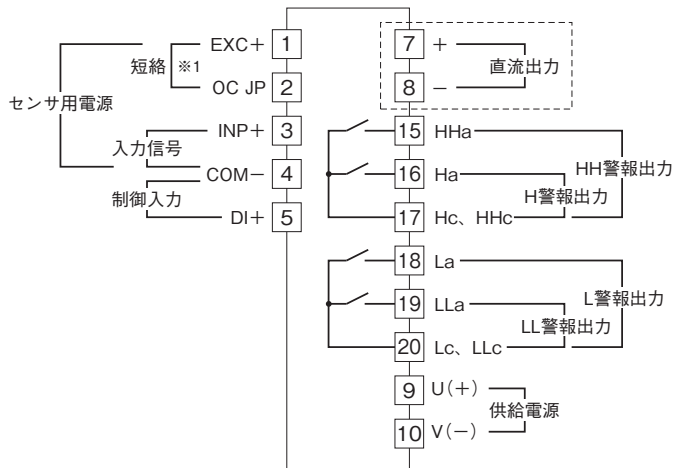 EXC+ 1
短絡 ※1
OC JP 2
センサ用電源
INP+ 3
入力信号
COM− 4
制御入力
DI+ 5
7 +
直流出力
8 −
15 HHa
HH警報出力
16 Ha
H警報出力
17 Hc、HHc
18 La
L警報出力
19 LLa
LL警報出力
20 Lc、LLc
9 U(+)
供給電源
10 V(−)